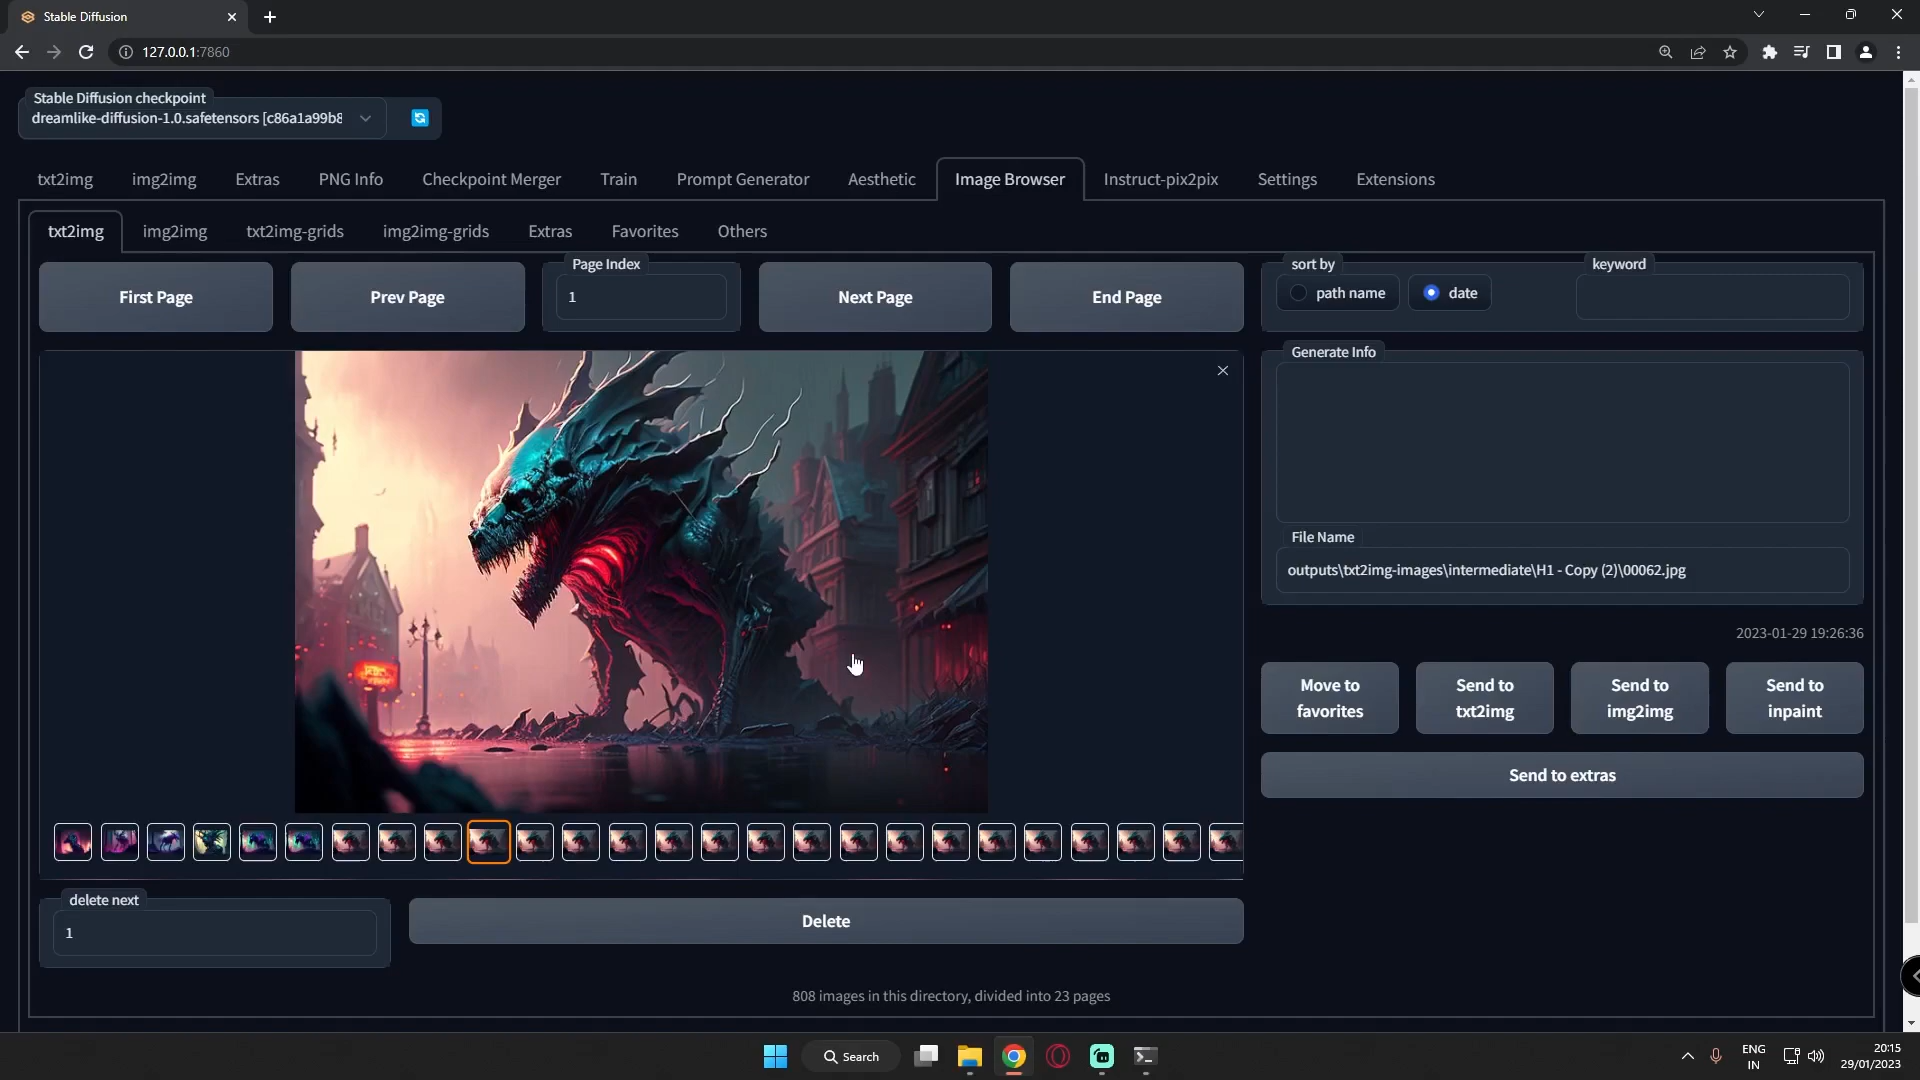 Stable Diffusion
127.0.0.1:7860
Stable Diffusion checkpoint
dreamlike-diffusion-1.0.safetensors [c86a1a99b8
txt2img img2img Extras PNG Info Checkpoint Merger Train Prompt Generator Aesthetic Image Browser Instruct-pix2pix Settings Extensions
txt2img img2img txt2img-grids img2img-grids Extras Favorites Others
First Page
Prev Page
Page Index
1
Next Page
End Page
sort by
path name
date
keyword
Generate Info
File Name
outputs\txt2img-images\intermediate\H1 - Copy (2)\00062.jpg
2023-01-29 19:26:36
Move to
favorites
Send to
txt2img
Send to
img2img
Send to
inpaint
Send to extras
delete next
1
Delete
808 images in this directory, divided into 23 pages
Search
ENG
IN
20:15
29/01/2023